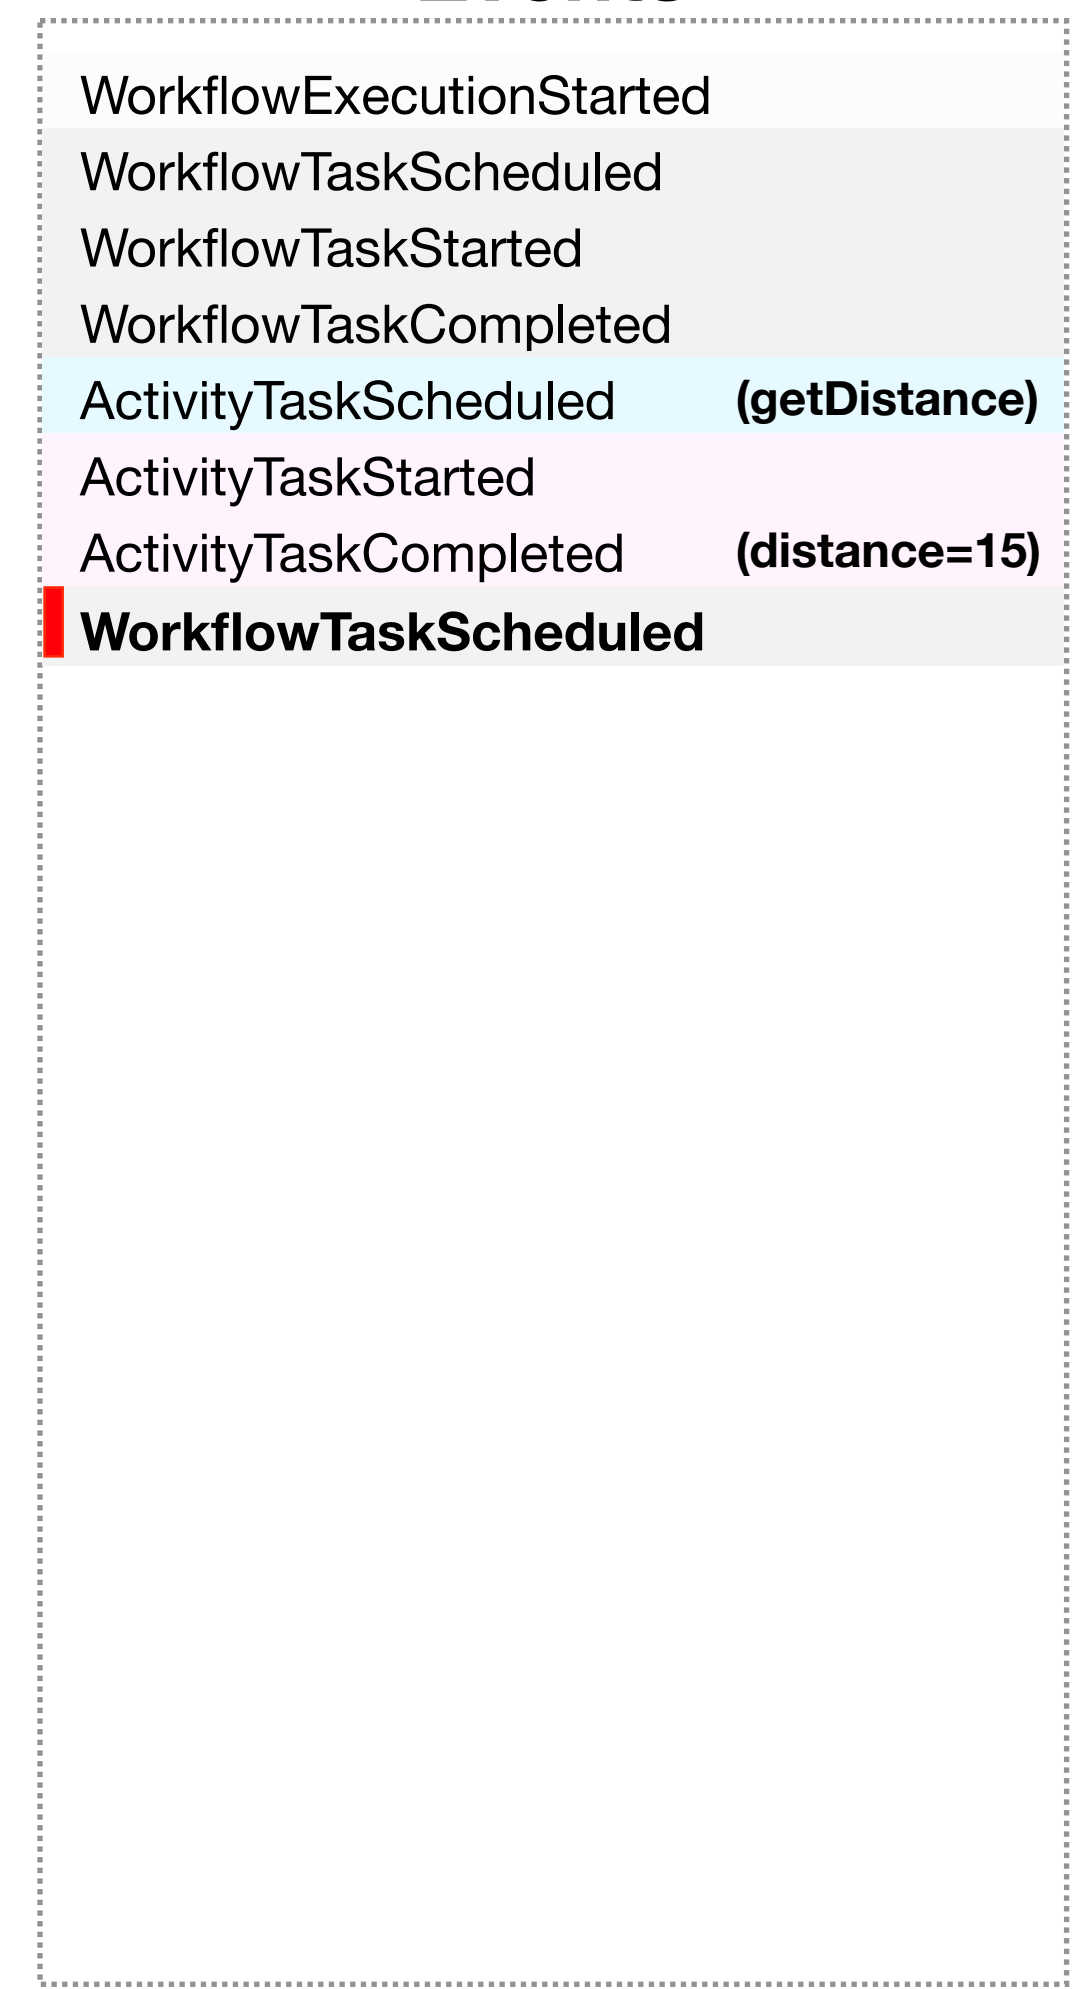 WorkflowExecutionStarted
WorkflowTaskScheduled
WorkflowTaskStarted
WorkflowTaskCompleted
ActivityTaskScheduled (getDistance)
ActivityTaskStarted
ActivityTaskCompleted (distance=15)
WorkflowTaskScheduled